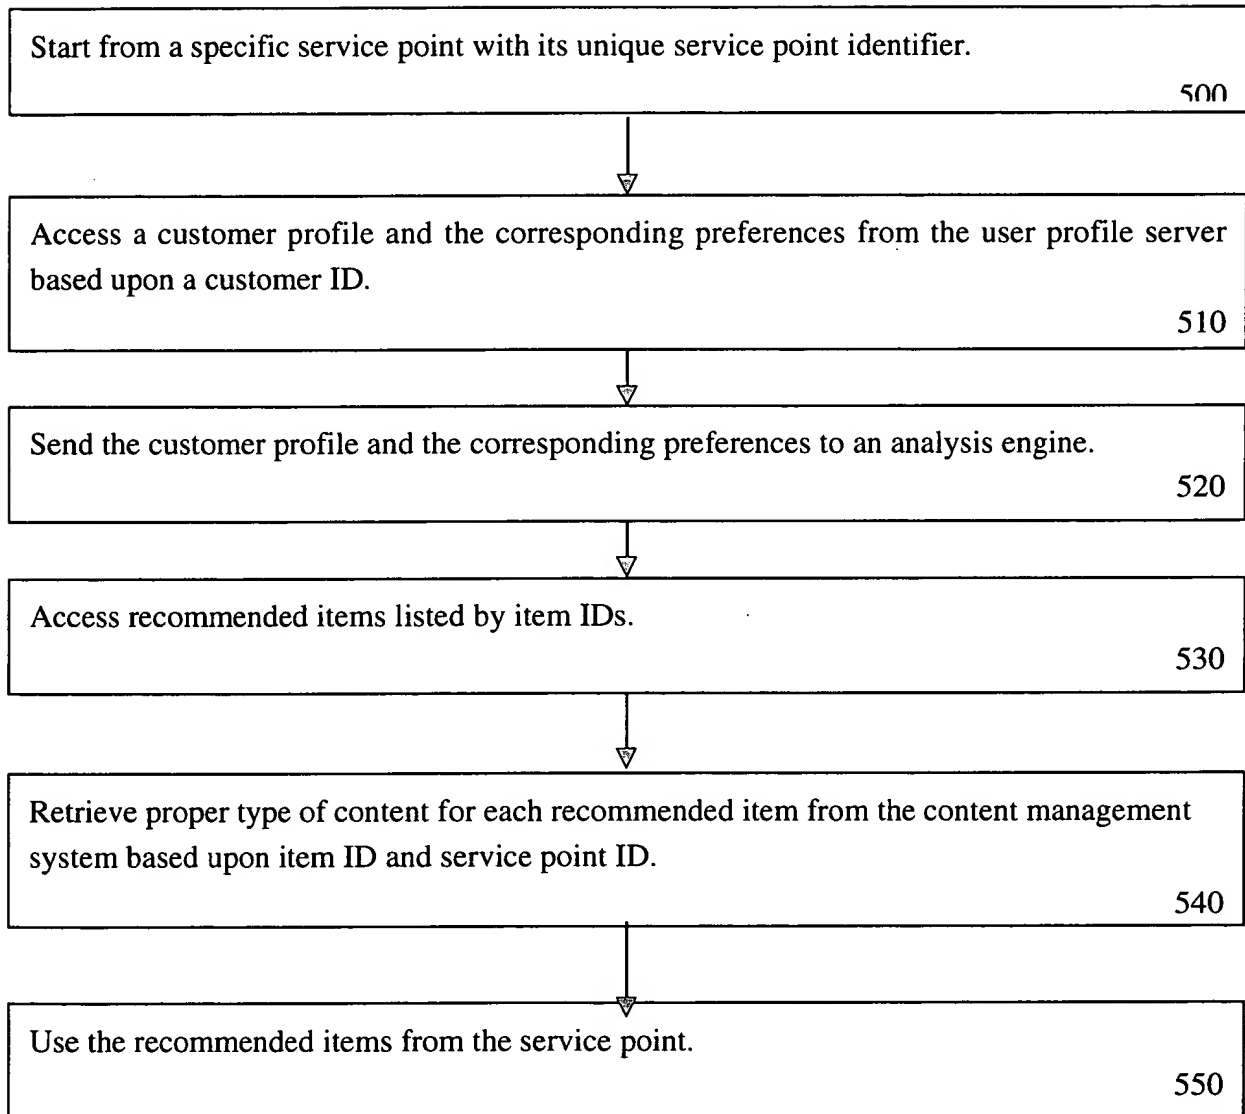 Start from a specific service point with its unique service point identifier.
500
Access a customer profile and the corresponding preferences from the user profile server
based upon a customer ID.
510
Send the customer profile and the corresponding preferences to an analysis engine.
520
Access recommended items listed by item IDs.
530
Retrieve proper type of content for each recommended item from the content management
system based upon item ID and service point ID.
540
Use the recommended items from the service point.
550